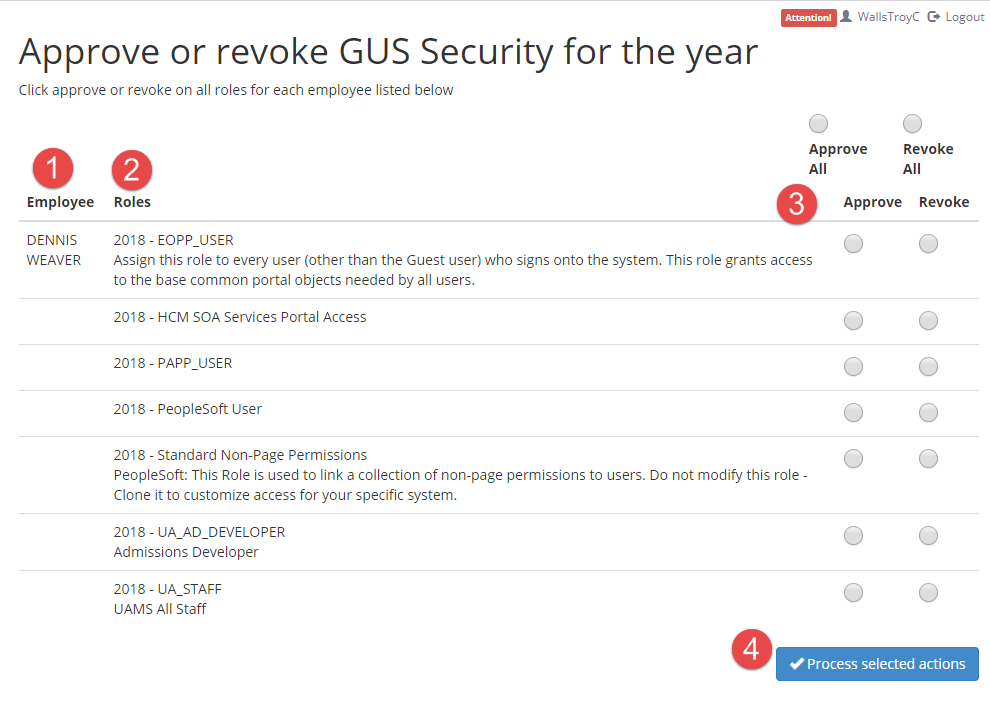 Attention! WallsTroyC Logout
Approve or revoke GUS Security for the year
Click approve or revoke on all roles for each employee listed below
Approve All
Revoke All
1 2 3
Employee Roles Approve Revoke
DENNIS WEAVER
2018 - EOPP_USER
Assign this role to every user (other than the Guest user) who signs onto the system. This role grants access
to the base common portal objects needed by all users.
2018 - HCM SOA Services Portal Access
2018 - PAPP_USER
2018 - PeopleSoft User
2018 - Standard Non-Page Permissions
PeopleSoft: This Role is used to link a collection of non-page permissions to users. Do not modify this role -
Clone it to customize access for your specific system.
2018 - UA_AD_DEVELOPER
Admissions Developer
2018 - UA_STAFF
UAMS All Staff
4 Process selected actions